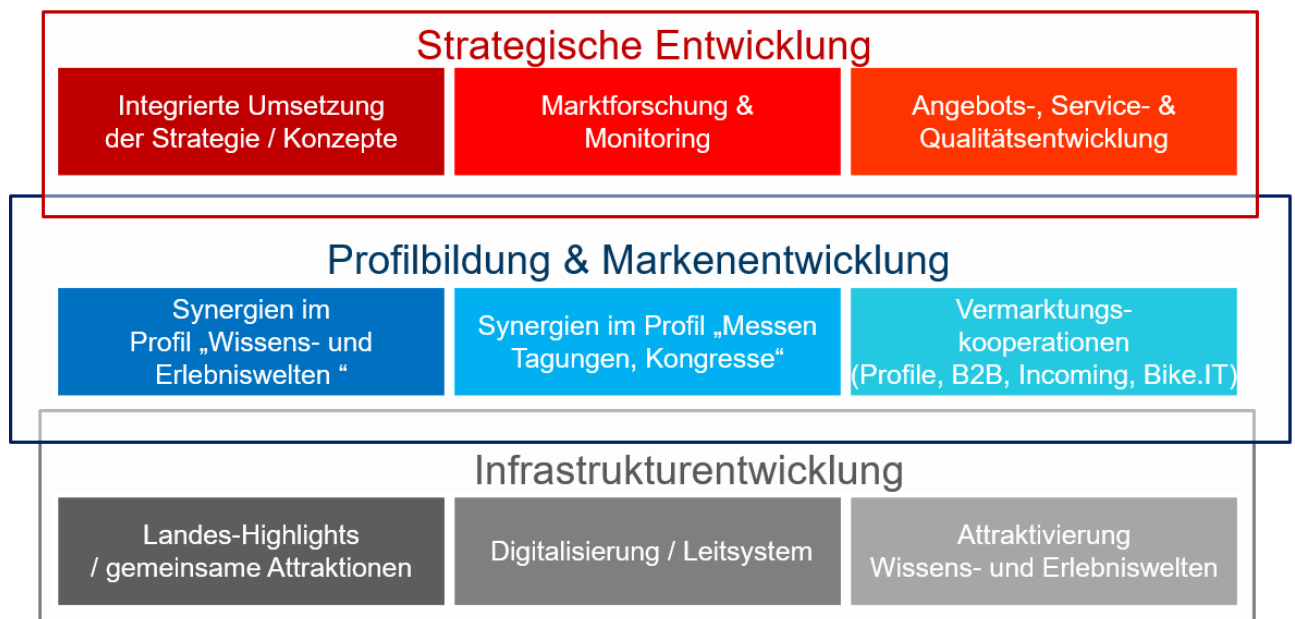 Strategische Entwicklung
Integrierte Umsetzung
der Strategie / Konzepte
Marktforschung &
Monitoring
Angebots-, Service- &
Qualitätsentwicklung
Profilbildung & Markenentwicklung
Synergien im
Profil „Wissens- und
Erlebniswelten “
Synergien im Profil „Messen
Tagungen, Kongresse“
Vermarktungs-
kooperationen
(Profile, B2B, Incoming, Bike.IT)
Infrastrukturentwicklung
Landes-Highlights
/ gemeinsame Attraktionen
Digitalisierung / Leitsystem
Attraktivierung
Wissens- und Erlebniswelten